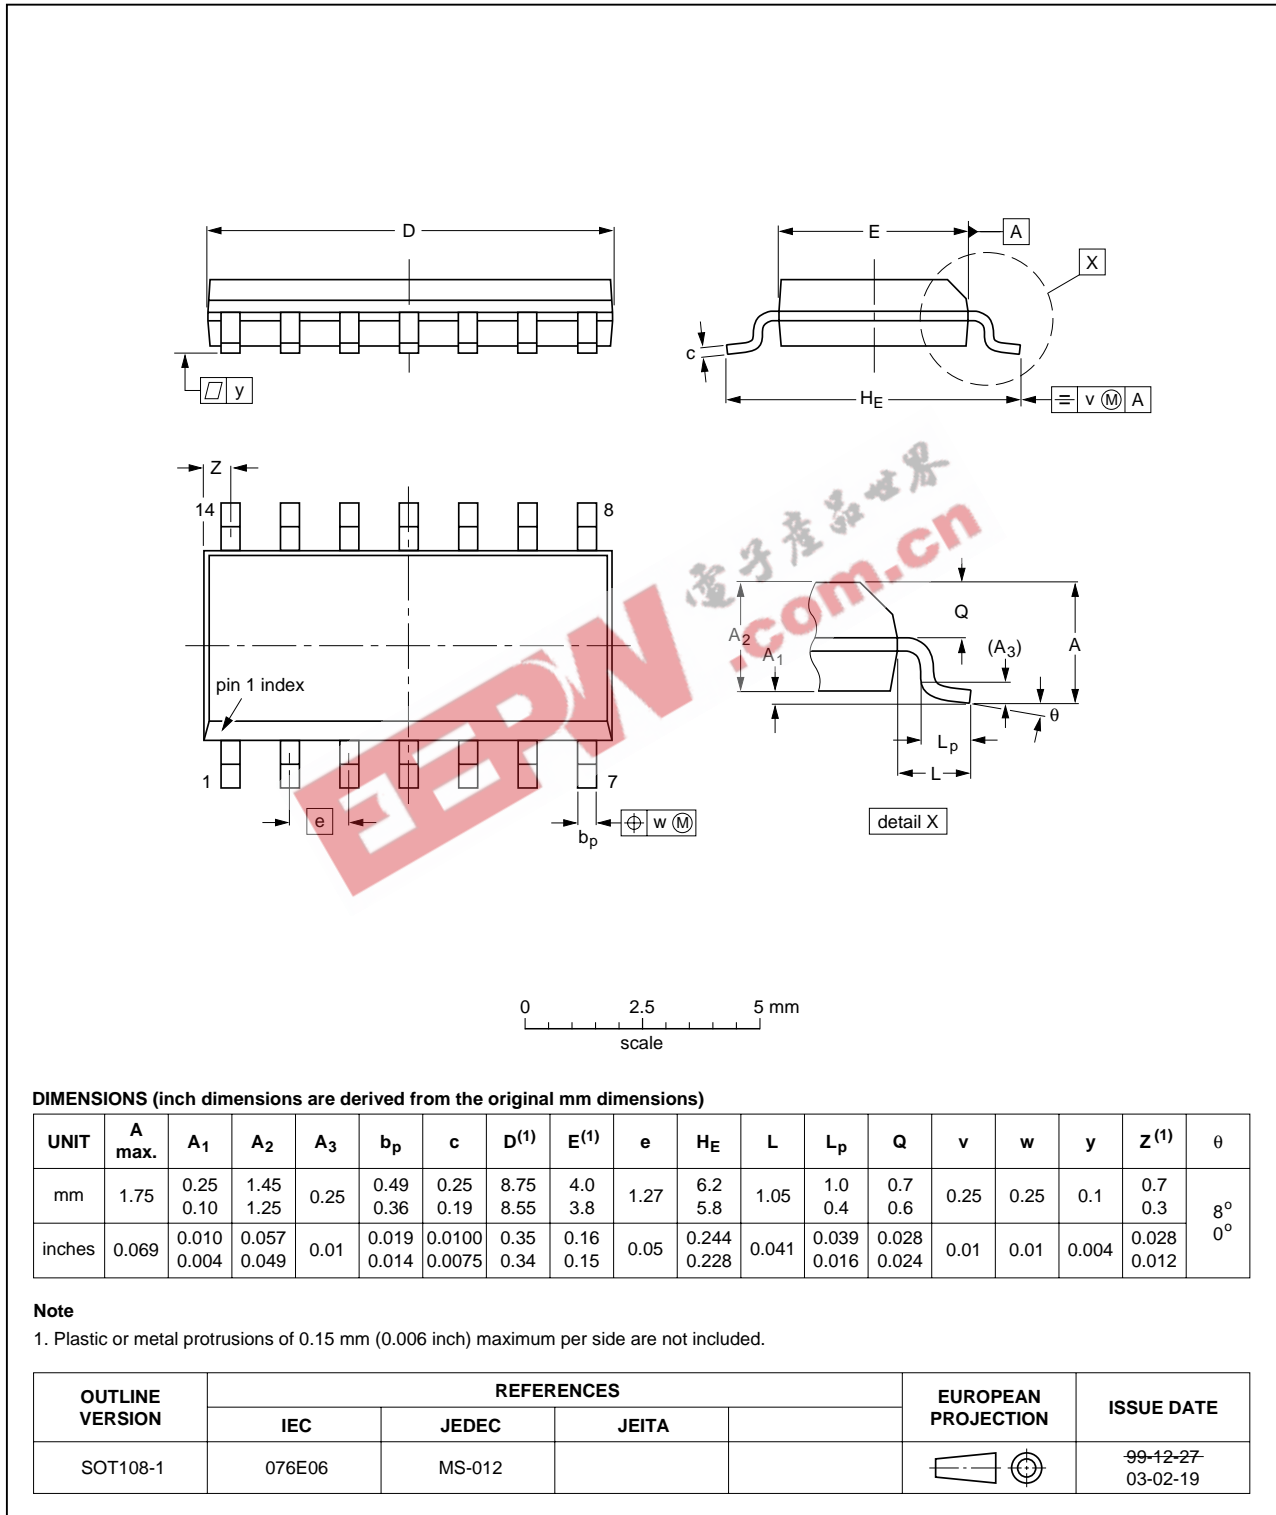 D
E
A
X
c
y
HE
v M A
Z
14
8
pin 1 index
1
7
e
bp
w M
電子產品世界
EEPW
.com.cn
A2
A1
Q
(A3)
A
θ
Lp
L
detail X
0 2.5 5 mm
scale
DIMENSIONS (inch dimensions are derived from the original mm dimensions)
UNIT A max. A1 A2 A3 bp c D(1) E(1) e HE L Lp Q v w y Z(1) θ
mm 1.75 0.25 0.10 1.45 1.25 0.25 0.49 0.36 0.25 0.19 8.75 8.55 4.0 3.8 1.27 6.2 5.8 1.05 1.0 0.4 0.7 0.6 0.25 0.25 0.1 0.7 0.3 8o 0o
inches 0.069 0.010 0.004 0.057 0.049 0.01 0.019 0.014 0.0100 0.0075 0.35 0.34 0.16 0.15 0.05 0.244 0.228 0.041 0.039 0.016 0.028 0.024 0.01 0.01 0.004 0.028 0.012
Note
1. Plastic or metal protrusions of 0.15 mm (0.006 inch) maximum per side are not included.
OUTLINE VERSION REFERENCES EUROPEAN PROJECTION ISSUE DATE
IEC JEDEC JEITA
SOT108-1 076E06 MS-012 99-12-27
03-02-19